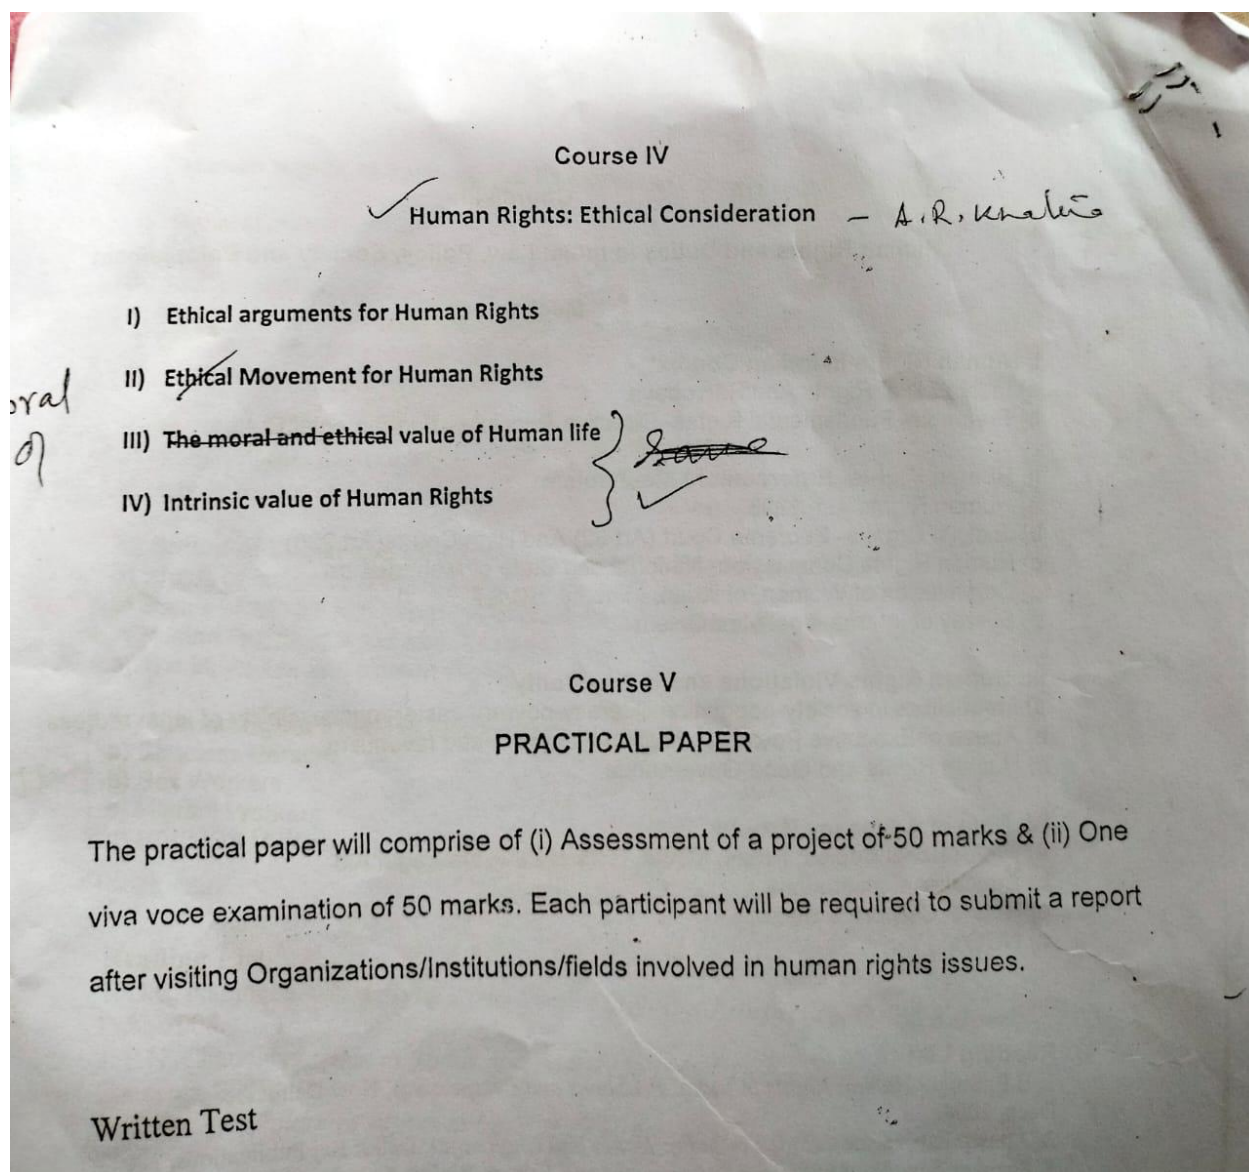 Course IV
Human Rights: Ethical Consideration – A. R.
I) Ethical arguments for Human Rights
II) Ethical Movement for Human Rights
oral
III) The moral and ethical value of Human life
of
Same
IV) Intrinsic value of Human Rights
Course V
PRACTICAL PAPER
The practical paper will comprise of (i) Assessment of a project of 50 marks & (ii) One
viva voce examination of 50 marks. Each participant will be required to submit a report
after visiting Organizations/Institutions/fields involved in human rights issues.
Written Test